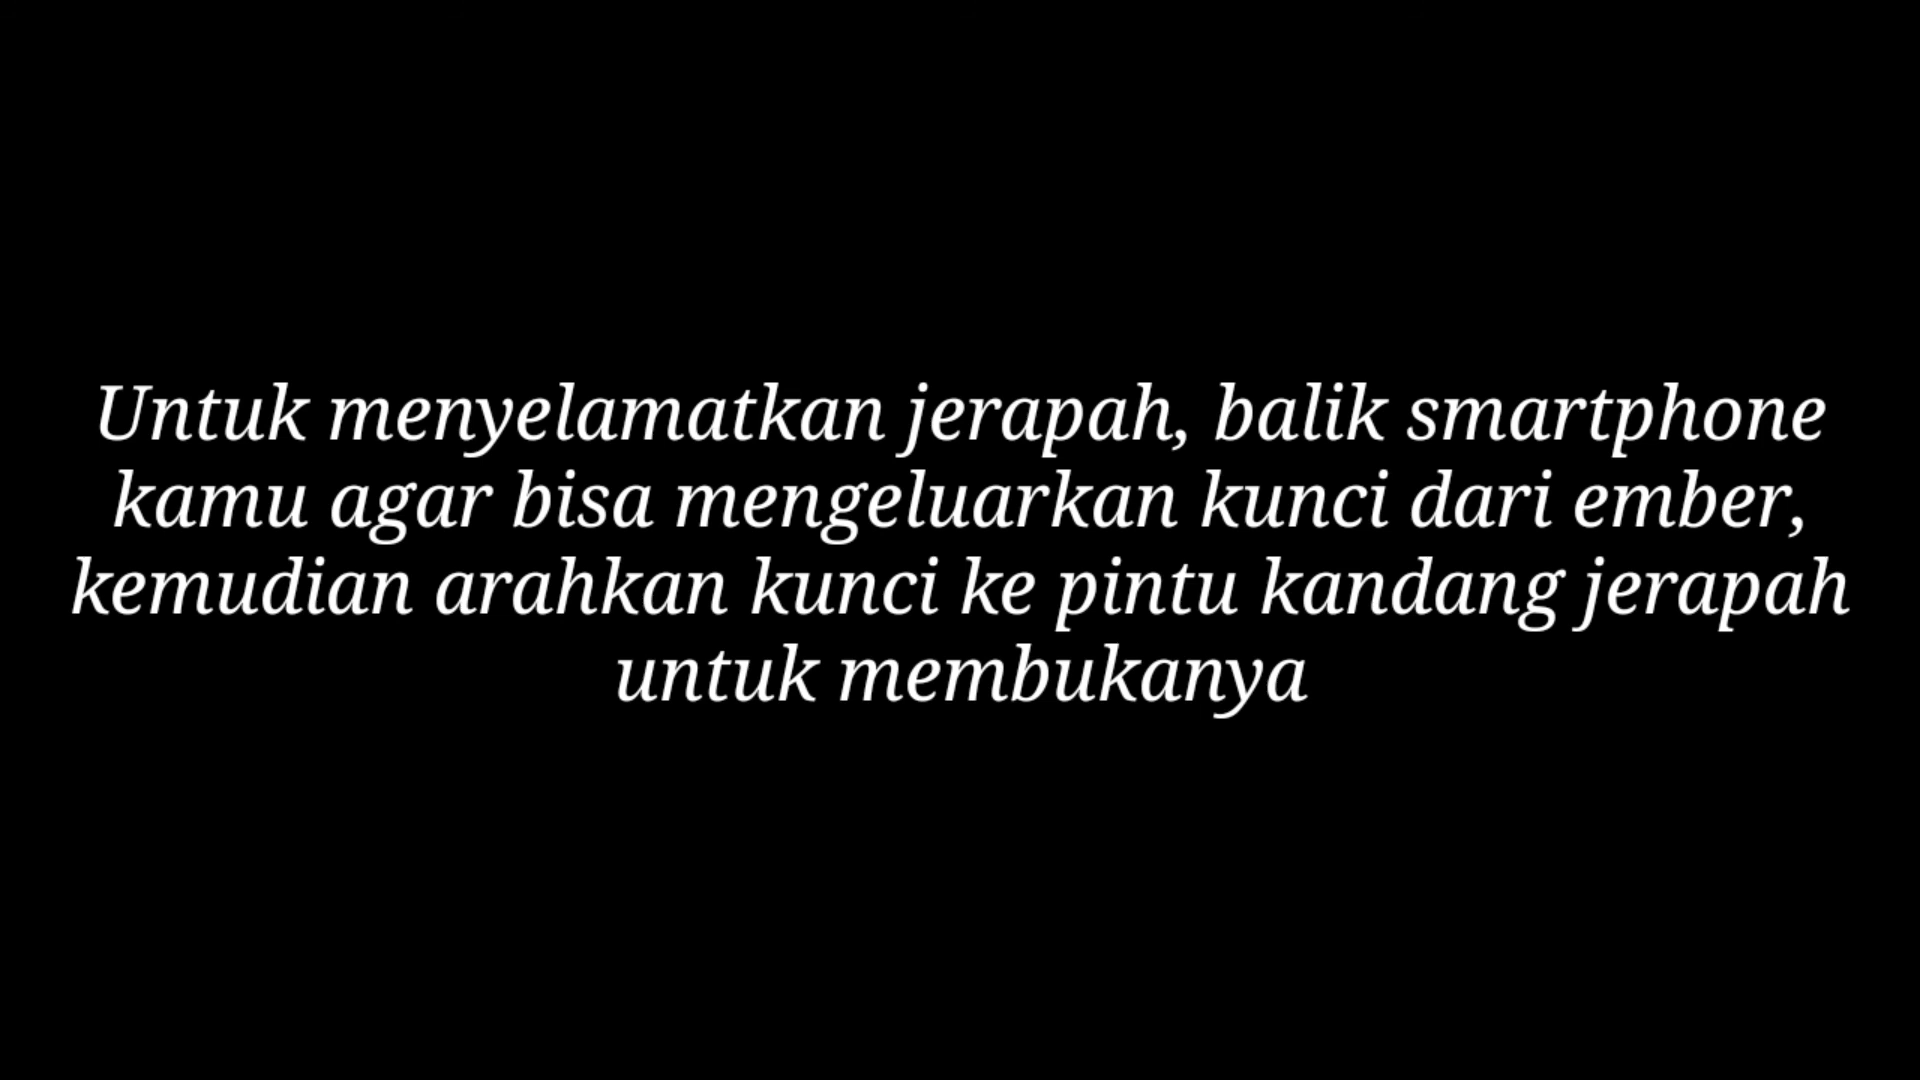 Untuk menyelamatkan jerapah, balik smartphone
kamu agar bisa mengeluarkan kunci dari ember,
kemudian arahkan kunci ke pintu kandang jerapah
untuk membukanya